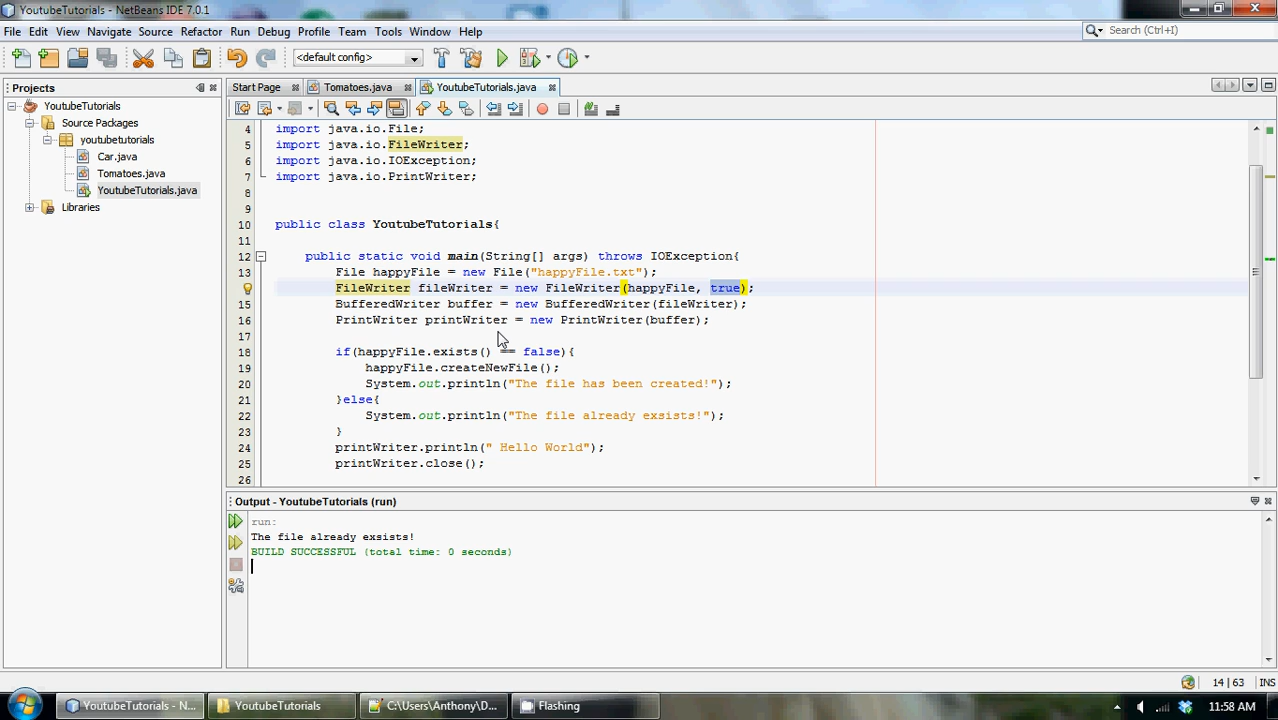 YoutubeTutorials - NetBeans IDE 7.0.1
File Edit View Navigate Source Refactor Run Debug Profile Team Tools Window Help
Search (Ctrl+I)
<default config>
Projects
YoutubeTutorials
Source Packages
youtubetutorials
Car.java
Tomatoes.java
YoutubeTutorials.java
Libraries
Start Page Tomatoes.java YoutubeTutorials.java
4 import java.io.File;
5 import java.io.FileWriter;
6 import java.io.IOException;
7 import java.io.PrintWriter;
8
9
10 public class YoutubeTutorials{
11
12 public static void main(String[] args) throws IOException{
13 File happyFile = new File("happyFile.txt");
FileWriter fileWriter = new FileWriter(happyFile, true);
15 BufferedWriter buffer = new BufferedWriter(fileWriter);
16 PrintWriter printWriter = new PrintWriter(buffer);
17
18 if(happyFile.exists() == false){
19 happyFile.createNewFile();
20 System.out.println("The file has been created!");
21 }else{
22 System.out.println("The file already exsists!");
23 }
24 printWriter.println(" Hello World");
25 printWriter.close();
26
Output - YoutubeTutorials (run)
run:
The file already exsists!
BUILD SUCCESSFUL (total time: 0 seconds)
14 | 63 INS
YoutubeTutorials - N... YoutubeTutorials C:\Users\Anthony\D... Flashing 11:58 AM